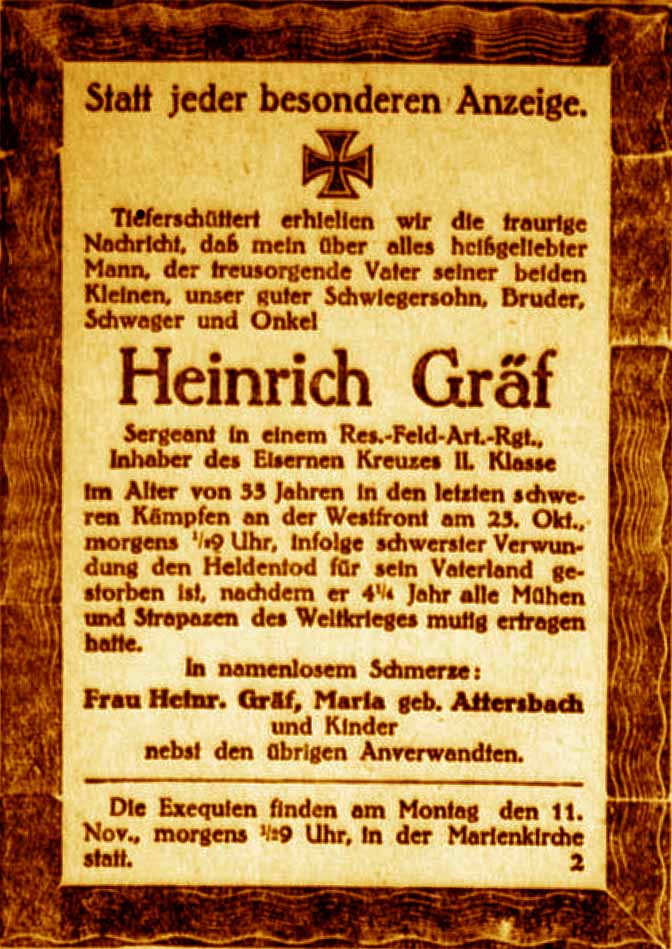 Statt jeder besonderen Anzeige.
Tieferschüttert erhielten wir die traurige
Nachricht, daß mein über alles heißgeliebter
Mann, der treusorgende Vater seiner beiden
Kleinen, unser guter Schwiegersohn, Bruder,
Schwager und Onkel
Heinrich Gräf
Sergeant in einem Res.-Feld-Art.-Rgt.,
Inhaber des Eisernen Kreuzes II. Klasse
im Alter von 33 Jahren in den letzten schwe-
ren Kämpfen an der Westfront am 23. Okt.,
morgens ½9 Uhr, infolge schwerster Verwun-
dung den Heldentod für sein Vaterland ge-
storben ist, nachdem er 4¼ Jahr alle Mühen
und Strapazen des Weltkrieges mutig ertragen
hatte.
In namenlosem Schmerze:
Frau Heinr. Gräf, Maria geb. Attersbach
und Kinder
nebst den übrigen Anverwandten.
Die Exequien finden am Montag den 11.
Nov., morgens ½9 Uhr, in der Marienkirche
statt. 2